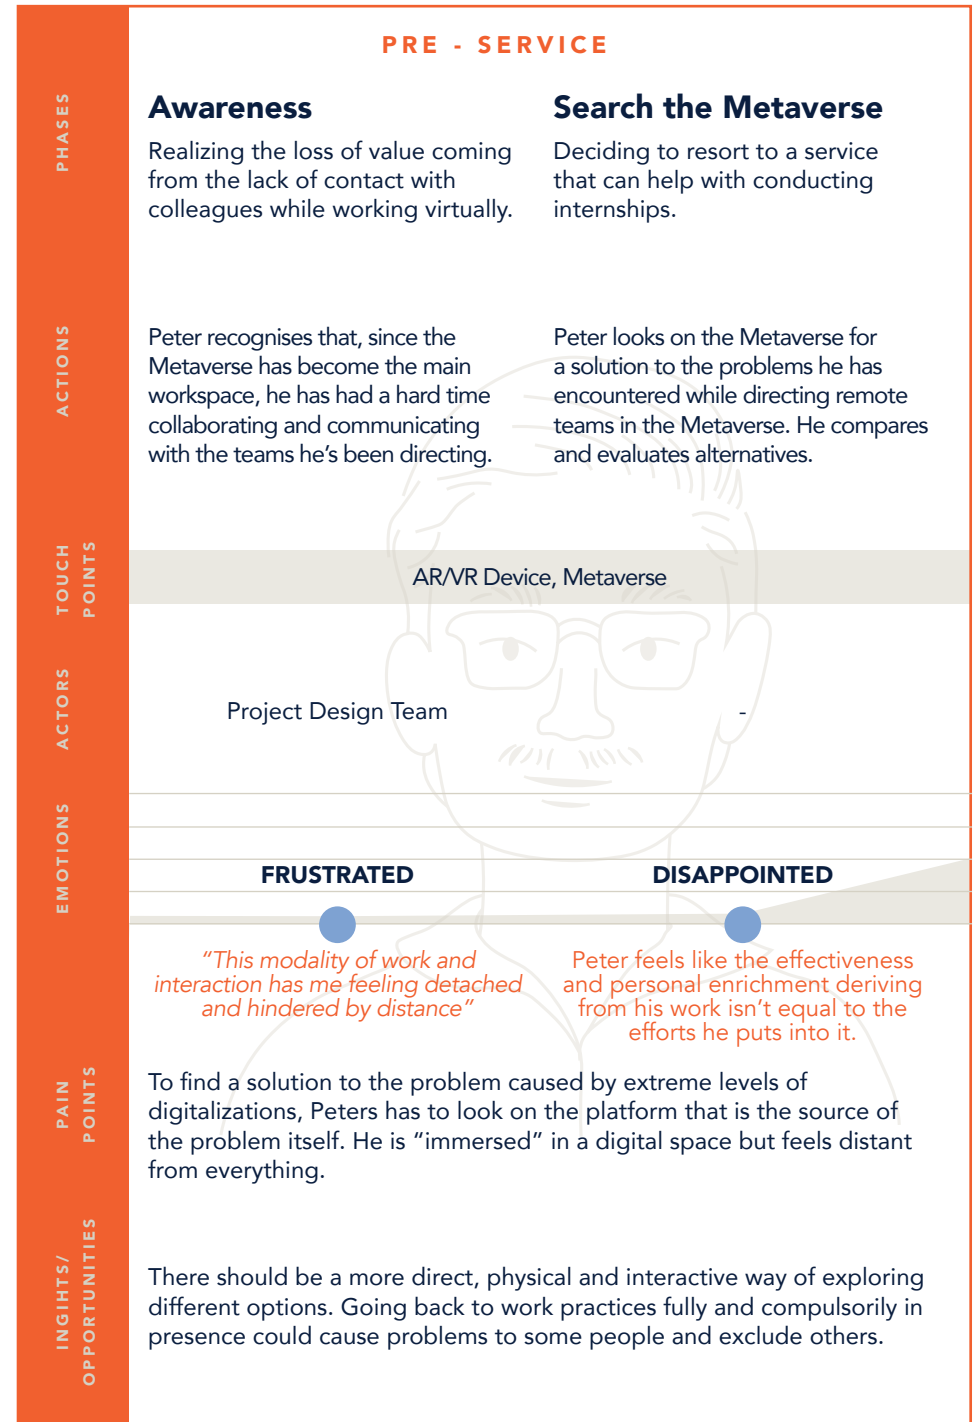 PRE - SERVICE
PHASES
Awareness
Realizing the loss of value coming
from the lack of contact with
colleagues while working virtually.
Search the Metaverse
Deciding to resort to a service
that can help with conducting
internships.
ACTIONS
Peter recognises that, since the
Metaverse has become the main
workspace, he has had a hard time
collaborating and communicating
with the teams he's been directing.
Peter looks on the Metaverse for
a solution to the problems he has
encountered while directing remote
teams in the Metaverse. He compares
and evaluates alternatives.
TOUCH
POINTS
AR/VR Device, Metaverse
ACTORS
Project Design Team
-
EMOTIONS
FRUSTRATED
"This modality of work and
interaction has me feeling detached
and hindered by distance"
DISAPPOINTED
Peter feels like the effectiveness
and personal enrichment deriving
from his work isn't equal to the
efforts he puts into it.
PAIN
POINTS
To find a solution to the problem caused by extreme levels of
digitalizations, Peters has to look on the platform that is the source of
the problem itself. He is "immersed" in a digital space but feels distant
from everything.
INGIHTS/
OPPORTUNITIES
There should be a more direct, physical and interactive way of exploring
different options. Going back to work practices fully and compulsorily in
presence could cause problems to some people and exclude others.